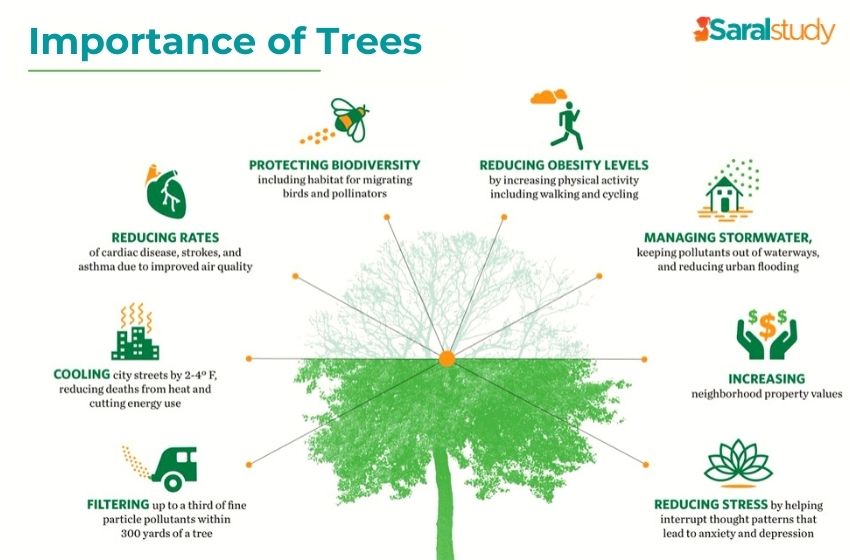 Importance of Trees
Saralstudy
PROTECTING BIODIVERSITY
including habitat for migrating
birds and pollinators
REDUCING OBESITY LEVELS
by increasing physical activity
including walking and cycling
REDUCING RATES
of cardiac disease, strokes, and
asthma due to improved air quality
MANAGING STORMWATER,
keeping pollutants out of waterways,
and reducing urban flooding
COOLING city streets by 2-4° F,
reducing deaths from heat and
cutting energy use
$ $ $
INCREASING
neighborhood property values
FILTERING up to a third of fine
particle pollutants within
300 yards of a tree
REDUCING STRESS by helping
interrupt thought patterns that
lead to anxiety and depression